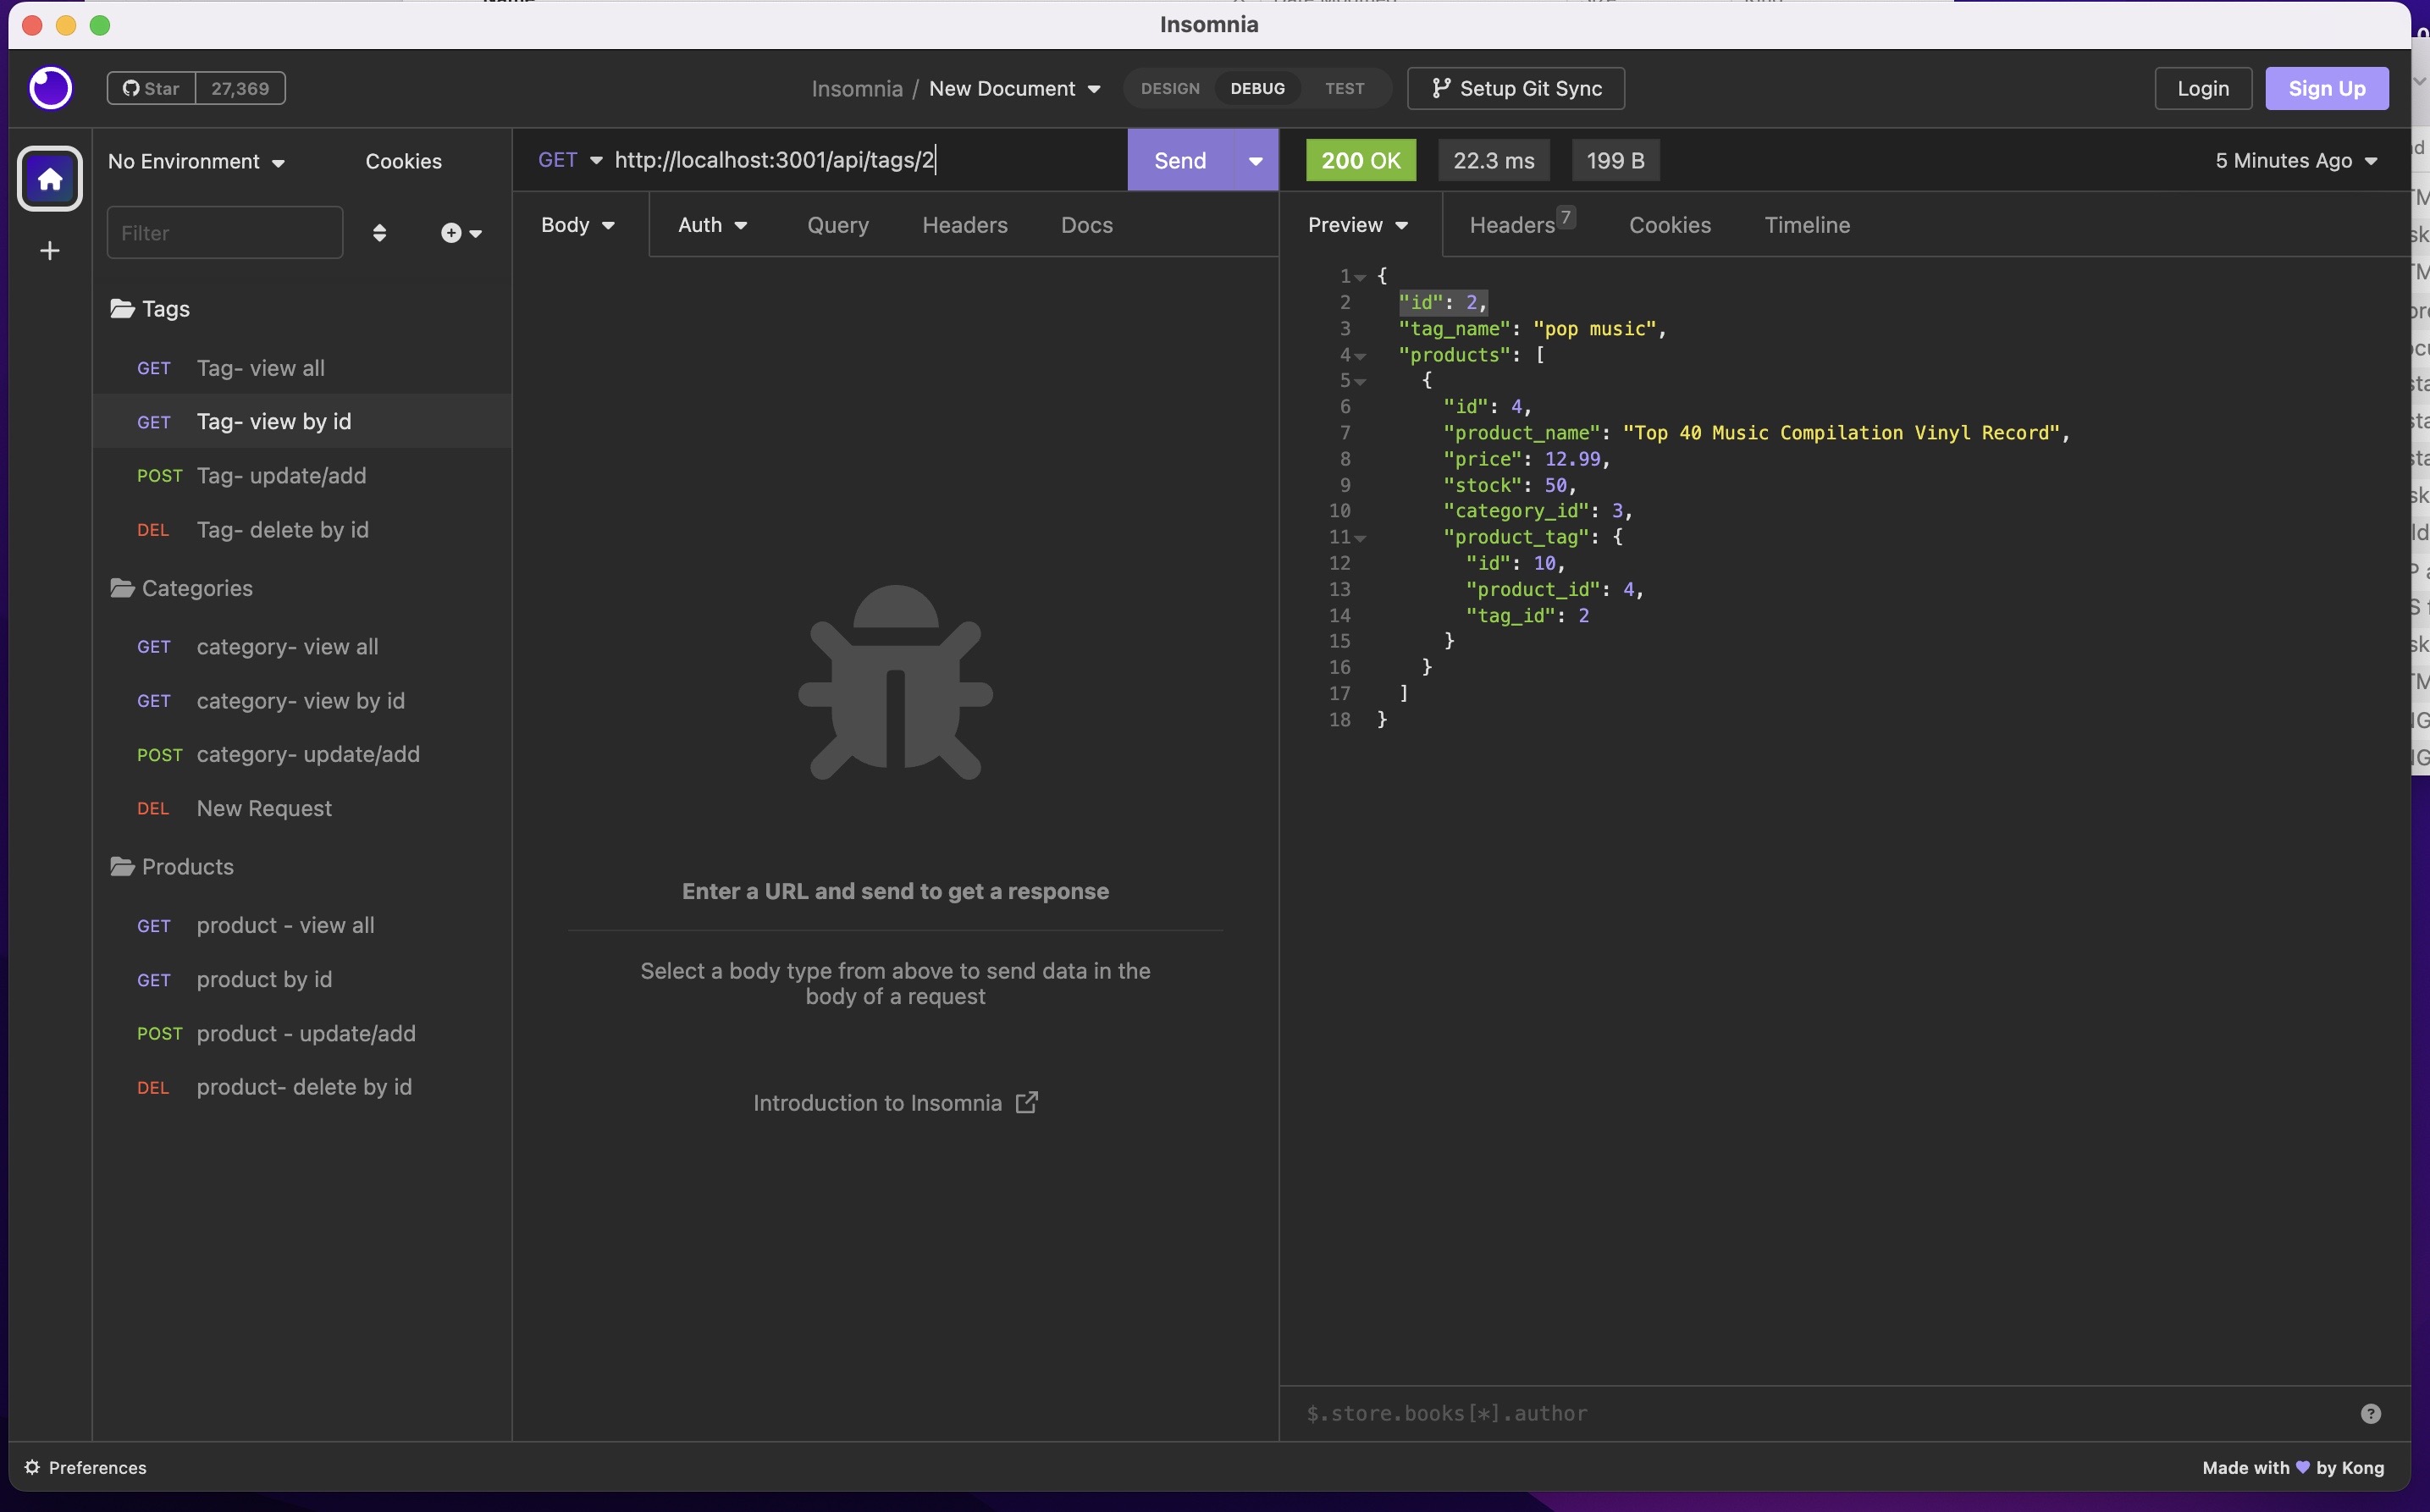 Insomnia
Star 27,369
Insomnia / New Document
DESIGN DEBUG TEST
Setup Git Sync
Login
Sign Up
No Environment
Cookies
Filter
Tags
GET Tag- view all
GET Tag- view by id
POST Tag- update/add
DEL Tag- delete by id
Categories
GET category- view all
GET category- view by id
POST category- update/add
DEL New Request
Products
GET product - view all
GET product by id
POST product - update/add
DEL product- delete by id
GET http://localhost:3001/api/tags/2
Send
Body Auth Query Headers Docs
Enter a URL and send to get a response
Select a body type from above to send data in the
body of a request
Introduction to Insomnia
200 OK 22.3 ms 199 B
5 Minutes Ago
Preview Headers 7 Cookies Timeline
1 {
2 "id": 2,
3 "tag_name": "pop music",
4 "products": [
5 {
6 "id": 4,
7 "product_name": "Top 40 Music Compilation Vinyl Record",
8 "price": 12.99,
9 "stock": 50,
10 "category_id": 3,
11 "product_tag": {
12 "id": 10,
13 "product_id": 4,
14 "tag_id": 2
15 }
16 }
17 ]
18 }
$.store.books[*].author
?
Preferences
Made with ♥ by Kong